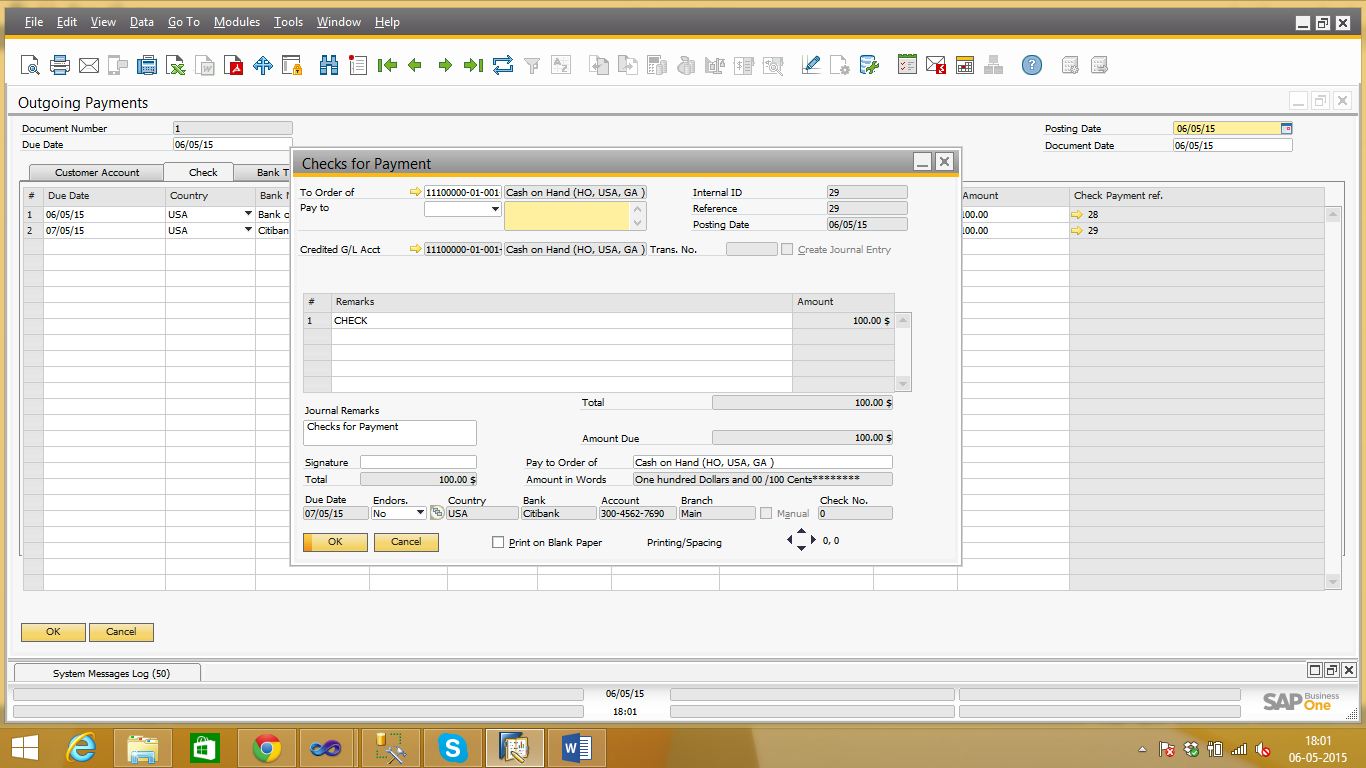 File Edit View Data Go To Modules Tools Window Help
Outgoing Payments
Document Number 1 Posting Date 06/05/15
Due Date 06/05/15 Document Date 06/05/15
Customer Account Check Bank T
# Due Date Country Bank Amount Check Payment ref.
1 06/05/15 USA Bank 100.00 28
2 07/05/15 USA Citiban 100.00 29
Checks for Payment
To Order of 11100000-01-001- Cash on Hand (HO, USA, GA ) Internal ID 29
Pay to Reference 29
Posting Date 06/05/15
Credited G/L Acct 11100000-01-001- Cash on Hand (HO, USA, GA ) Trans. No. Create Journal Entry
# Remarks Amount
1 CHECK 100.00 $
Total 100.00 $
Journal Remarks
Checks for Payment
Amount Due 100.00 $
Signature Pay to Order of Cash on Hand (HO, USA, GA )
Total 100.00 $ Amount in Words One hundred Dollars and 00 /100 Cents********
Due Date Endors. Country Bank Account Branch Check No.
07/05/15 No USA Citibank 300-4562-7690 Main Manual 0
OK Cancel Print on Blank Paper Printing/Spacing 0, 0
OK Cancel
System Messages Log (50)
06/05/15
18:01
SAP Business One
18:01
06-05-2015